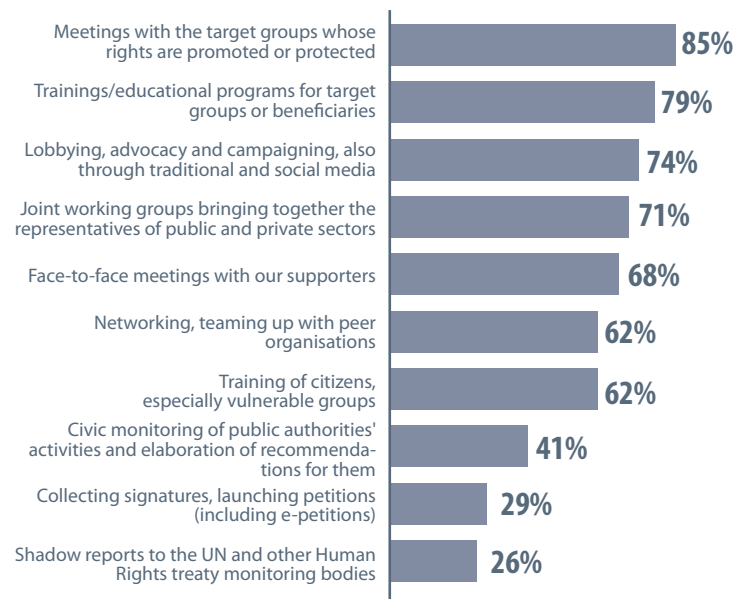 Meetings with the target groups whose
rights are promoted or protected
85%
Trainings/educational programs for target
groups or beneficiaries
79%
Lobbying, advocacy and campaigning, also
through traditional and social media
74%
Joint working groups bringing together the
representatives of public and private sectors
71%
Face-to-face meetings with our supporters
68%
Networking, teaming up with peer
organisations
62%
Training of citizens,
especially vulnerable groups
62%
Civic monitoring of public authorities'
activities and elaboration of recommenda-
tions for them
41%
Collecting signatures, launching petitions
(including e-petitions)
29%
Shadow reports to the UN and other Human
Rights treaty monitoring bodies
26%